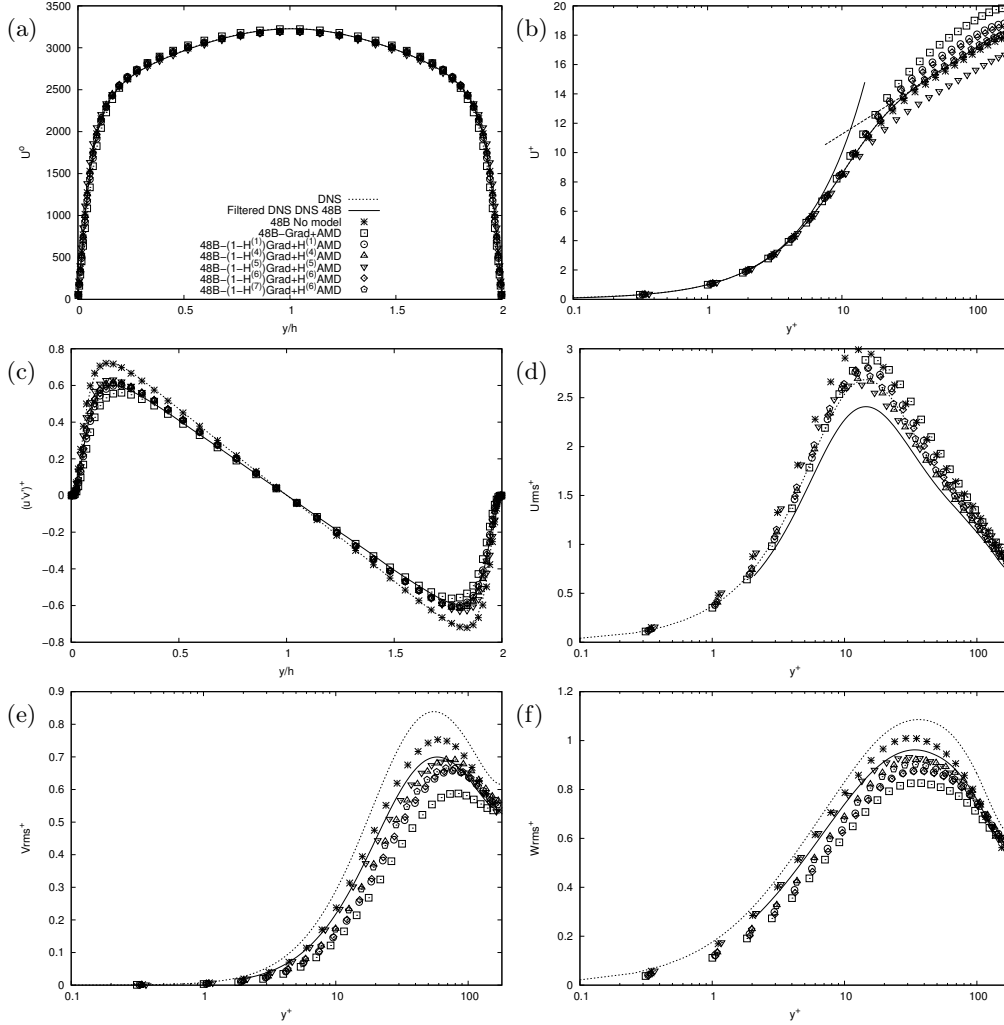 (a)
3500
3000
2500
2000
1500
1000
500
0
U⁰
0 0.5 1 1.5 2
y/h
DNS
Filtered DNS DNS 48B
48B No model
48B−Grad+AMD
48B−(1−H⁽¹⁾)Grad+H⁽¹⁾AMD
48B−(1−H⁽⁴⁾)Grad+H⁽⁴⁾AMD
48B−(1−H⁽⁵⁾)Grad+H⁽⁵⁾AMD
48B−(1−H⁽⁶⁾)Grad+H⁽⁶⁾AMD
48B−(1−H⁽⁷⁾)Grad+H⁽⁶⁾AMD
(b)
20
18
16
14
12
10
8
6
4
2
0
U⁺
0.1 1 10 100
y⁺
(c)
0.8
0.6
0.4
0.2
0
−0.2
−0.4
−0.6
−0.8
⟨u'v'⟩⁺
0 0.5 1 1.5 2
y/h
(d)
3
2.5
2
1.5
1
0.5
0
Urms⁺
0.1 1 10 100
y⁺
(e)
0.9
0.8
0.7
0.6
0.5
0.4
0.3
0.2
0.1
0
Vrms⁺
0.1 1 10 100
y⁺
(f)
1.2
1
0.8
0.6
0.4
0.2
0
Wrms⁺
0.1 1 10 100
y⁺